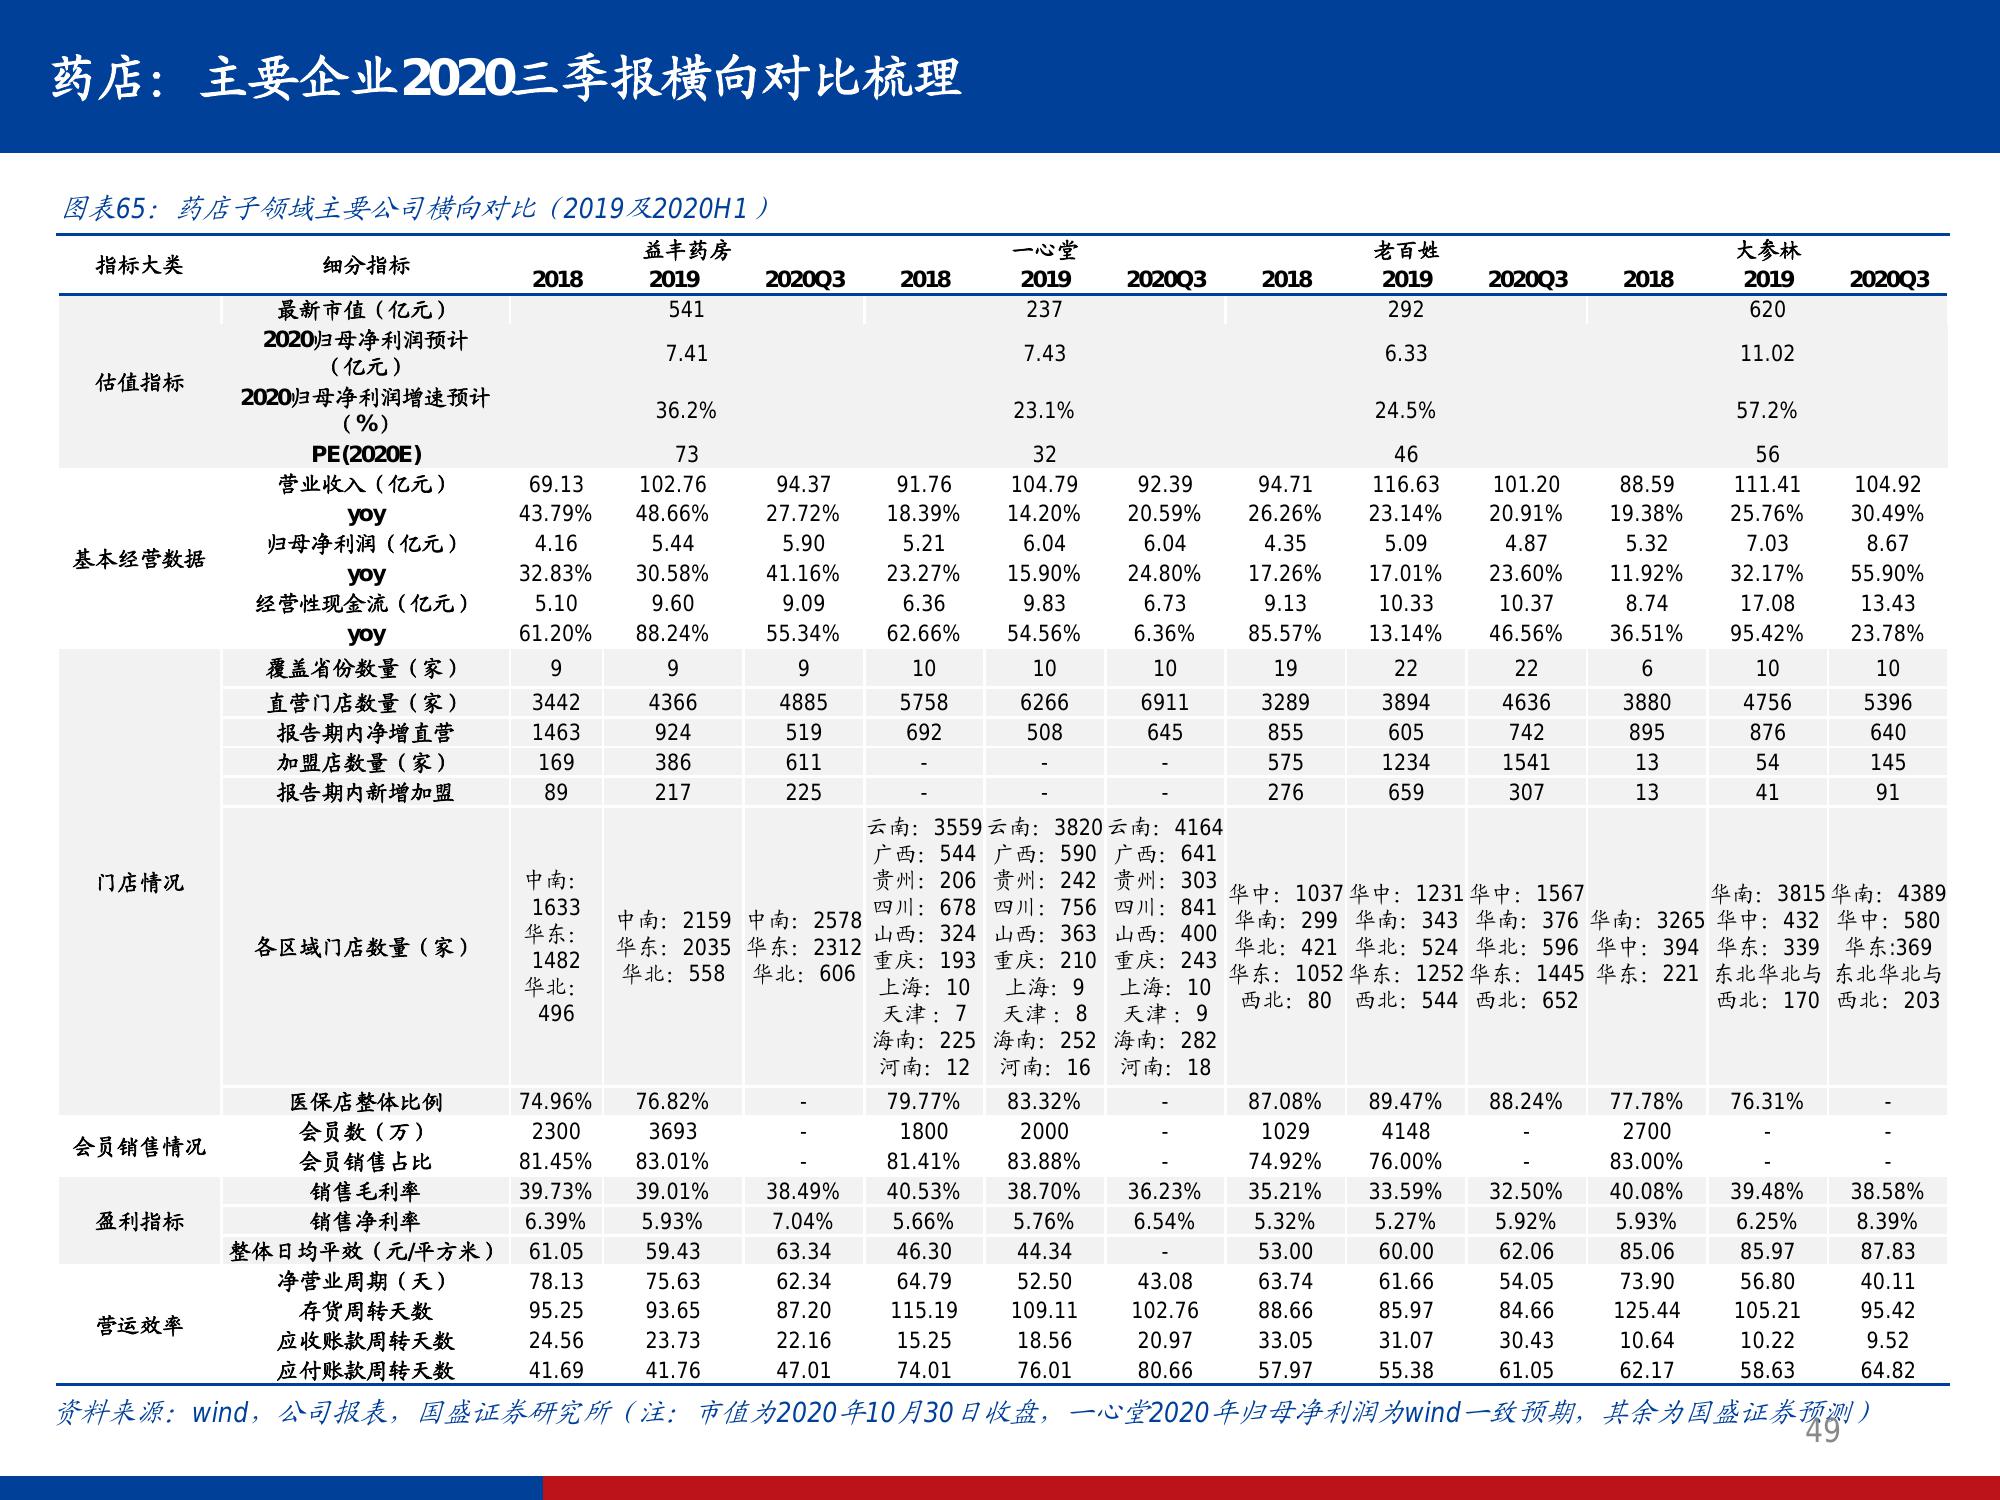 药店：主要企业2020三季报横向对比梳理
图表65：药店子领域主要公司横向对比（2019及2020H1）
指标大类 细分指标 益丰药房 一心堂 老百姓 大参林
2018 2019 2020Q3 2018 2019 2020Q3 2018 2019 2020Q3 2018 2019 2020Q3
估值指标
最新市值（亿元） 541 237 292 620
2020归母净利润预计
（亿元） 7.41 7.43 6.33 11.02
2020归母净利润增速预计
（%） 36.2% 23.1% 24.5% 57.2%
PE(2020E) 73 32 46 56
基本经营数据
营业收入（亿元） 69.13 102.76 94.37 91.76 104.79 92.39 94.71 116.63 101.20 88.59 111.41 104.92
yoy 43.79% 48.66% 27.72% 18.39% 14.20% 20.59% 26.26% 23.14% 20.91% 19.38% 25.76% 30.49%
归母净利润（亿元） 4.16 5.44 5.90 5.21 6.04 6.04 4.35 5.09 4.87 5.32 7.03 8.67
yoy 32.83% 30.58% 41.16% 23.27% 15.90% 24.80% 17.26% 17.01% 23.60% 11.92% 32.17% 55.90%
经营性现金流（亿元） 5.10 9.60 9.09 6.36 9.83 6.73 9.13 10.33 10.37 8.74 17.08 13.43
yoy 61.20% 88.24% 55.34% 62.66% 54.56% 6.36% 85.57% 13.14% 46.56% 36.51% 95.42% 23.78%
门店情况
覆盖省份数量（家） 9 9 9 10 10 10 19 22 22 6 10 10
直营门店数量（家） 3442 4366 4885 5758 6266 6911 3289 3894 4636 3880 4756 5396
报告期内净增直营 1463 924 519 692 508 645 855 605 742 895 876 640
加盟店数量（家） 169 386 611 - - - 575 1234 1541 13 54 145
报告期内新增加盟 89 217 225 - - - 276 659 307 13 41 91
各区域门店数量（家）
中南：
1633
华东：
1482
华北：
496
中南：2159
华东：2035
华北：558
中南：2578
华东：2312
华北：606
云南：3559
广西：544
贵州：206
四川：678
山西：324
重庆：193
上海：10
天津：7
海南：225
河南：12
云南：3820
广西：590
贵州：242
四川：756
山西：363
重庆：210
上海：9
天津：8
海南：252
河南：16
云南：4164
广西：641
贵州：303
四川：841
山西：400
重庆：243
上海：10
天津：9
海南：282
河南：18
华中：1037
华南：299
华北：421
华东：1052
西北：80
华中：1231
华南：343
华北：524
华东：1252
西北：544
华中：1567
华南：376
华北：596
华东：1445
西北：652
华南：3265
华中：394
华东：221
华南：3815
华中：432
华东：339
东北华北与
西北：170
华南：4389
华中：580
华东:369
东北华北与
西北：203
医保店整体比例 74.96% 76.82% - 79.77% 83.32% - 87.08% 89.47% 88.24% 77.78% 76.31% -
会员销售情况
会员数（万） 2300 3693 - 1800 2000 - 1029 4148 - 2700 - -
会员销售占比 81.45% 83.01% - 81.41% 83.88% - 74.92% 76.00% - 83.00% - -
盈利指标
销售毛利率 39.73% 39.01% 38.49% 40.53% 38.70% 36.23% 35.21% 33.59% 32.50% 40.08% 39.48% 38.58%
销售净利率 6.39% 5.93% 7.04% 5.66% 5.76% 6.54% 5.32% 5.27% 5.92% 5.93% 6.25% 8.39%
整体日均平效（元/平方米） 61.05 59.43 63.34 46.30 44.34 - 53.00 60.00 62.06 85.06 85.97 87.83
营运效率
净营业周期（天） 78.13 75.63 62.34 64.79 52.50 43.08 63.74 61.66 54.05 73.90 56.80 40.11
存货周转天数 95.25 93.65 87.20 115.19 109.11 102.76 88.66 85.97 84.66 125.44 105.21 95.42
应收账款周转天数 24.56 23.73 22.16 15.25 18.56 20.97 33.05 31.07 30.43 10.64 10.22 9.52
应付账款周转天数 41.69 41.76 47.01 74.01 76.01 80.66 57.97 55.38 61.05 62.17 58.63 64.82
资料来源：wind，公司报表，国盛证券研究所（注：市值为2020年10月30日收盘，一心堂2020年归母净利润为wind一致预期，其余为国盛证券预测）
49